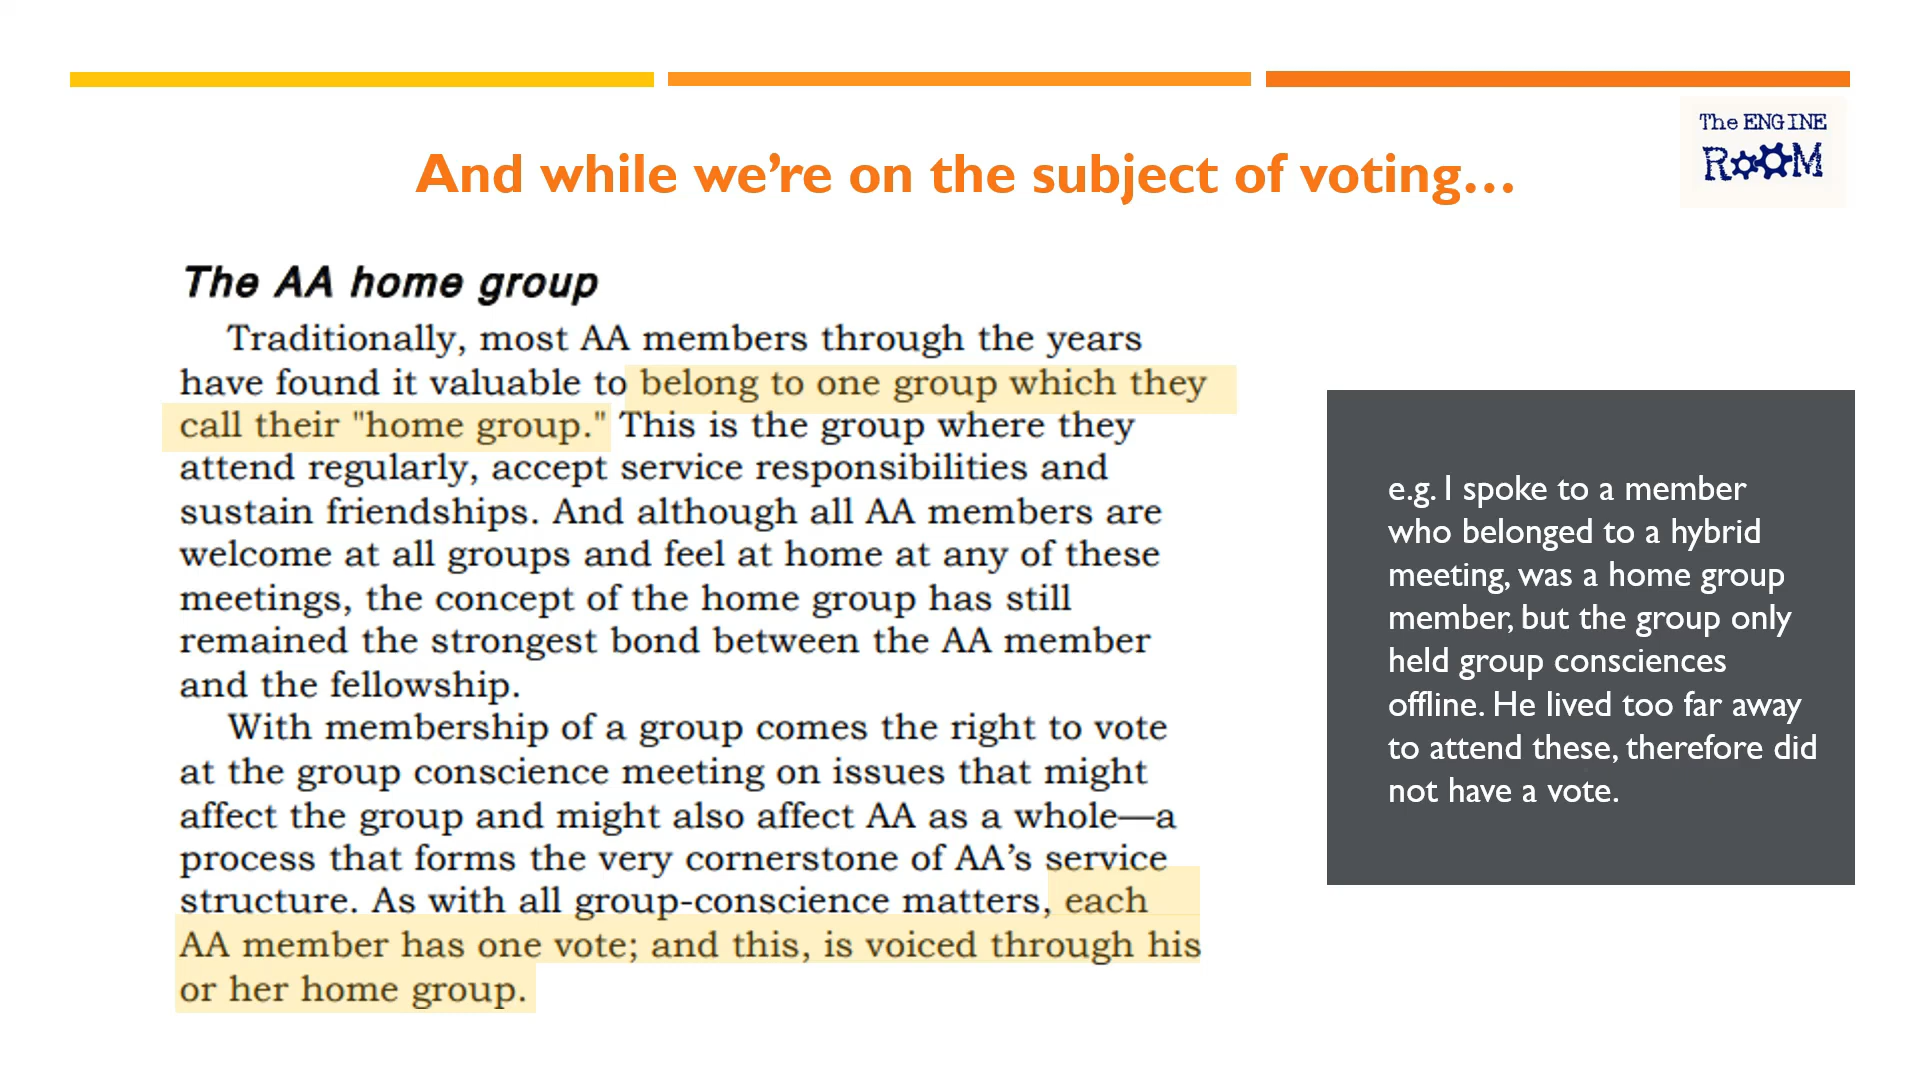 The ENGINE
ROOM
And while we’re on the subject of voting…
The AA home group
Traditionally, most AA members through the years
have found it valuable to belong to one group which they
call their "home group." This is the group where they
attend regularly, accept service responsibilities and
sustain friendships. And although all AA members are
welcome at all groups and feel at home at any of these
meetings, the concept of the home group has still
remained the strongest bond between the AA member
and the fellowship.
With membership of a group comes the right to vote
at the group conscience meeting on issues that might
affect the group and might also affect AA as a whole—a
process that forms the very cornerstone of AA’s service
structure. As with all group-conscience matters, each
AA member has one vote; and this, is voiced through his
or her home group.
e.g. I spoke to a member
who belonged to a hybrid
meeting, was a home group
member, but the group only
held group consciences
offline. He lived too far away
to attend these, therefore did
not have a vote.